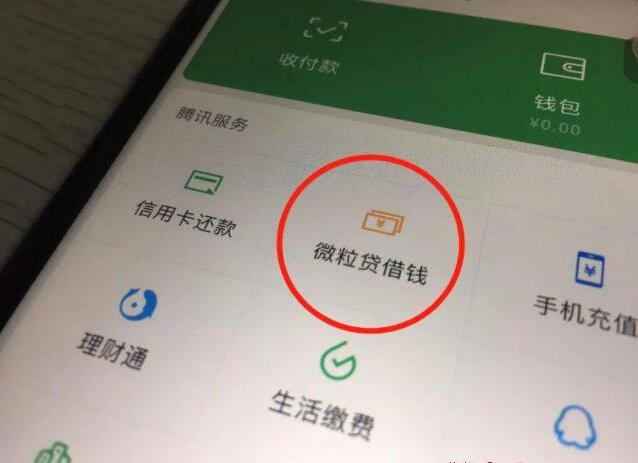 收付款
钱包
¥0.00
腾讯服务
信用卡还款
微粒贷借钱
手机充值
理财通
生活缴费